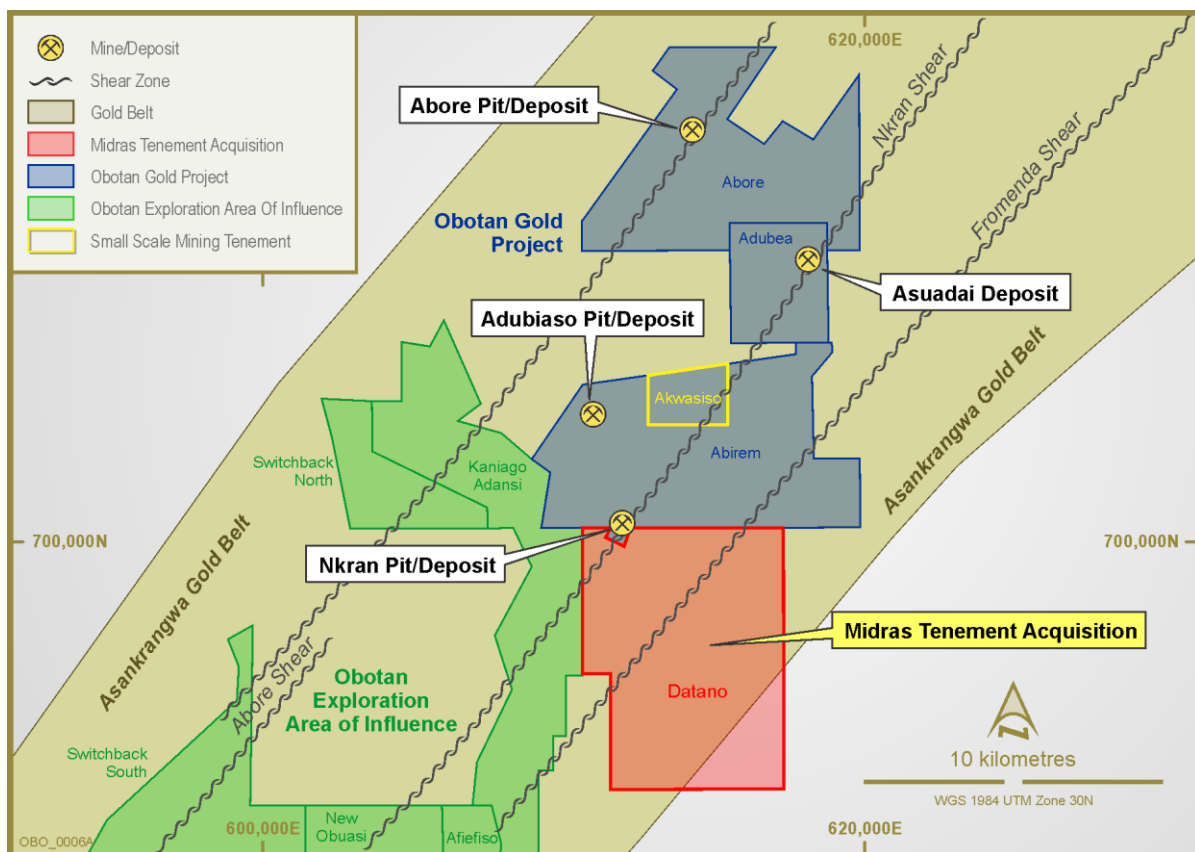 Mine/Deposit
Shear Zone
Gold Belt
Midras Tenement Acquisition
Obotan Gold Project
Obotan Exploration Area Of Influence
Small Scale Mining Tenement
620,000E
Abore Pit/Deposit
Nkran Shear
Fromenda Shear
Abore
Obotan Gold
Project
Adubea
Asuadai Deposit
Adubiaso Pit/Deposit
Akwasiso
Asankrangwa Gold Belt
Switchback
North
Kaniago
Adansi
Abirem
700,000N
Nkran Pit/Deposit
700,000N
Asankrangwa Gold Belt
Midras Tenement Acquisition
Abore Shear
Obotan
Exploration
Area of Influence
Datano
Switchback
South
N
10 kilometres
WGS 1984 UTM Zone 30N
New
Obuasi
Afiefiso
OBO_0006A
600,000E
620,000E